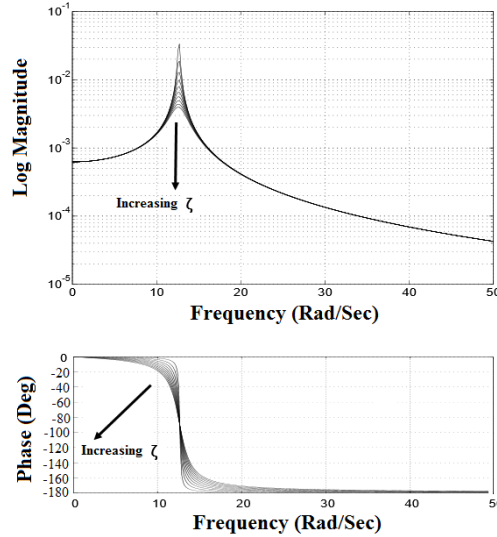 10^-1
10^-2
10^-3
10^-4
10^-5
Log Magnitude
Increasing ζ
0 10 20 30 40 50
Frequency (Rad/Sec)
0
-20
-40
-60
-80
-100
-120
-140
-160
-180
Phase (Deg)
Increasing ζ
0 10 20 30 40 50
Frequency (Rad/Sec)